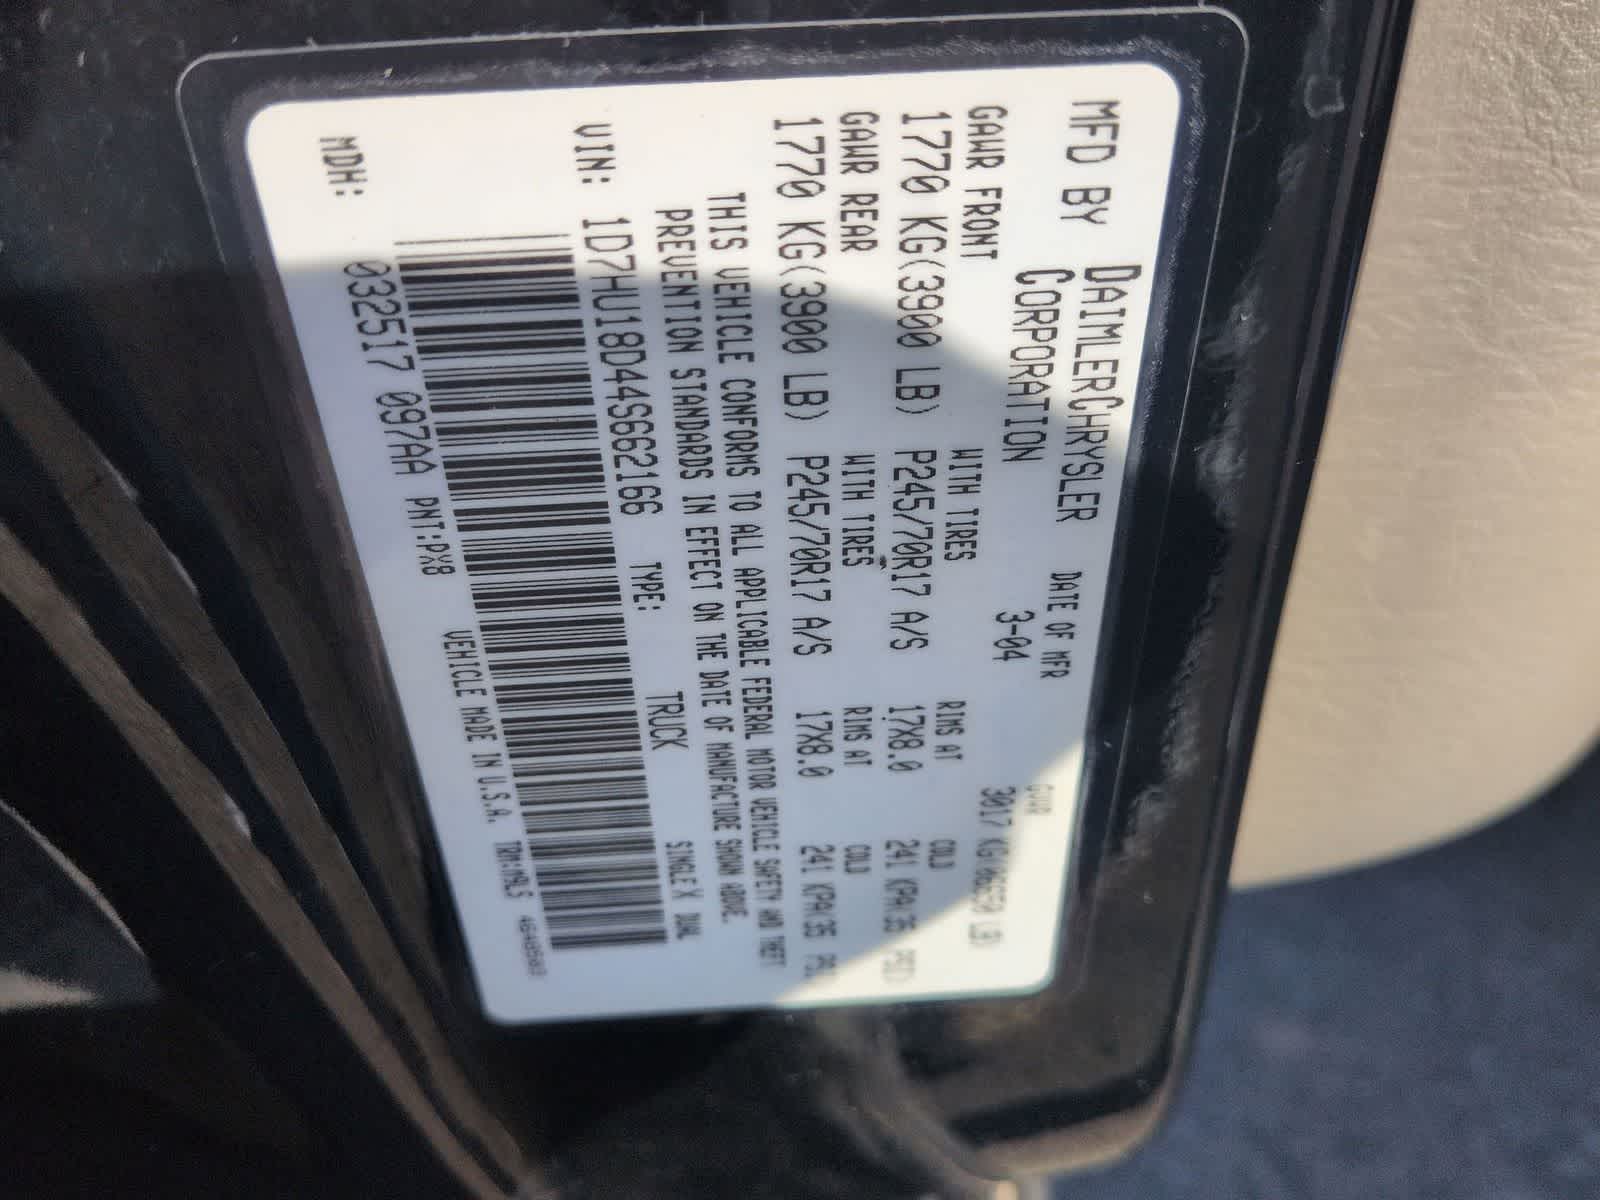 MFD BY DAIMLERCHRYSLER CORPORATION
DATE OF MFR
3-04
GVWR
3017 KG(06650 LB)
GAWR FRONT WITH TIRES RIMS AT COLD
1770 KG(3900 LB) P245/70R17 A/S 17X8.0 241 KPA(35 PSI)
GAWR REAR WITH TIRES RIMS AT COLD
1770 KG(3900 LB) P245/70R17 A/S 17X8.0 241 KPA(35 PSI)
THIS VEHICLE CONFORMS TO ALL APPLICABLE FEDERAL MOTOR VEHICLE SAFETY AND THEFT
PREVENTION STANDARDS IN EFFECT ON THE DATE OF MANUFACTURE SHOWN ABOVE.
VIN: 1D7HU18D44S662166 TYPE: TRUCK SINGLE X DUAL
MDH: 032517 097AA PNT:PX8 VEHICLE MADE IN U.S.A. TRM:M9L5